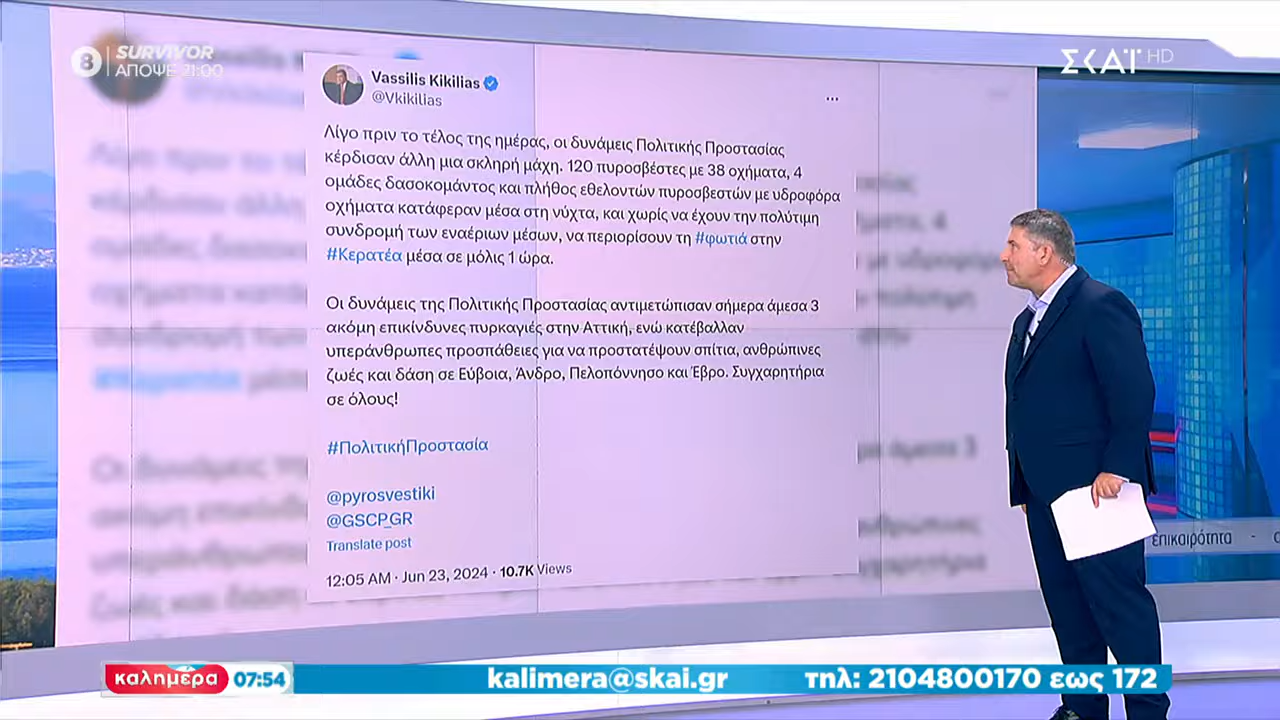 8 SURVIVOR
ΑΠΟΨΕ 21:00
ΣΚΑΪ HD
Vassilis Kikilias
@Vkikilias
...
Λίγο πριν το τέλος της ημέρας, οι δυνάμεις Πολιτικής Προστασίας
κέρδισαν άλλη μια σκληρή μάχη. 120 πυροσβέστες με 38 οχήματα, 4
ομάδες δασοκομάντος και πλήθος εθελοντών πυροσβεστών με υδροφόρα
οχήματα κατάφεραν μέσα στη νύχτα, και χωρίς να έχουν την πολύτιμη
συνδρομή των εναέριων μέσων, να περιορίσουν τη #φωτιά στην
#Κερατέα μέσα σε μόλις 1 ώρα.
Οι δυνάμεις της Πολιτικής Προστασίας αντιμετώπισαν σήμερα άμεσα 3
ακόμη επικίνδυνες πυρκαγιές στην Αττική, ενώ κατέβαλλαν
υπεράνθρωπες προσπάθειες για να προστατέψουν σπίτια, ανθρώπινες
ζωές και δάση σε Εύβοια, Άνδρο, Πελοπόννησο και Έβρο. Συγχαρητήρια
σε όλους!
#ΠολιτικήΠροστασία
@pyrosvestiki
@GSCP_GR
Translate post
12:05 AM · Jun 23, 2024 · 10.7K Views
επικαιρότητα -
καλημέρα 07:54
kalimera@skai.gr τηλ: 2104800170 εως 172